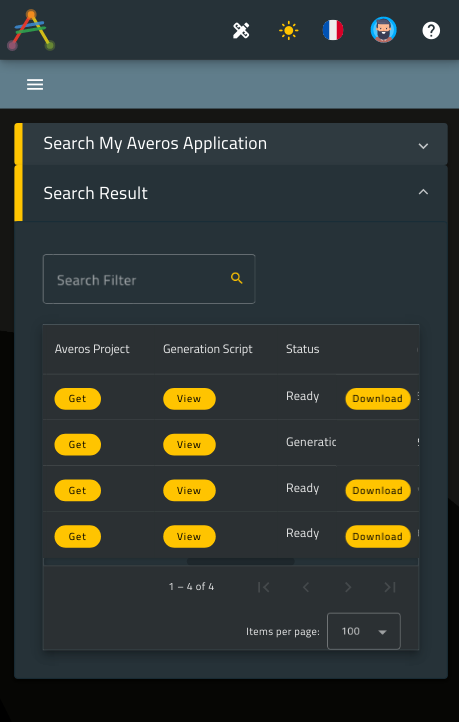 Search My Averos Application
Search Result
Search Filter
Averos Project Generation Script Status
Get View Ready Download
Get View
Get View Ready Download
Get View Ready Download
1 – 4 of 4
Items per page: 100